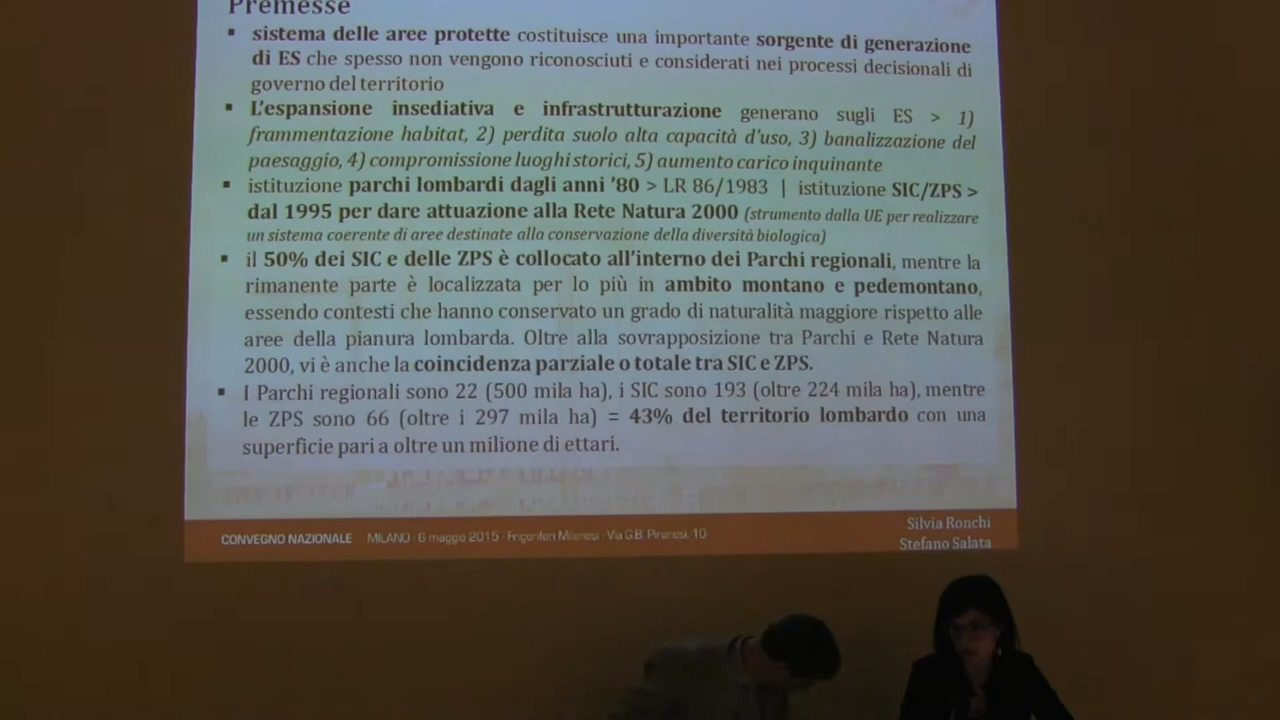 Premesse
▪ sistema delle aree protette costituisce una importante sorgente di generazione
di ES che spesso non vengono riconosciuti e considerati nei processi decisionali di
governo del territorio
▪ L'espansione insediativa e infrastrutturazione generano sugli ES > 1)
frammentazione habitat, 2) perdita suolo alta capacità d'uso, 3) banalizzazione del
paesaggio, 4) compromissione luoghi storici, 5) aumento carico inquinante
▪ istituzione parchi lombardi dagli anni '80 > LR 86/1983 | istituzione SIC/ZPS >
dal 1995 per dare attuazione alla Rete Natura 2000 (strumento dalla UE per realizzare
un sistema coerente di aree destinate alla conservazione della diversità biologica)
▪ il 50% dei SIC e delle ZPS è collocato all'interno dei Parchi regionali, mentre la
rimanente parte è localizzata per lo più in ambito montano e pedemontano,
essendo contesti che hanno conservato un grado di naturalità maggiore rispetto alle
aree della pianura lombarda. Oltre alla sovrapposizione tra Parchi e Rete Natura
2000, vi è anche la coincidenza parziale o totale tra SIC e ZPS.
▪ I Parchi regionali sono 22 (500 mila ha), i SIC sono 193 (oltre 224 mila ha), mentre
le ZPS sono 66 (oltre i 297 mila ha) = 43% del territorio lombardo con una
superficie pari a oltre un milione di ettari.
CONVEGNO NAZIONALE MILANO · 6 maggio 2015 · Frigoriferi Milanesi · Via G.B. Piranesi, 10
Silvia Ronchi
Stefano Salata